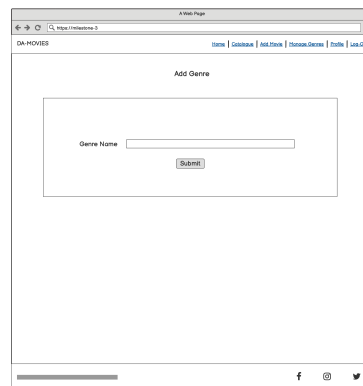 A Web Page
https://milestone-3
DA-MOVIES
Home | Catalogue | Add Movie | Manage Genres | Profile | Log-O
Add Genre
Genre Name
Submit